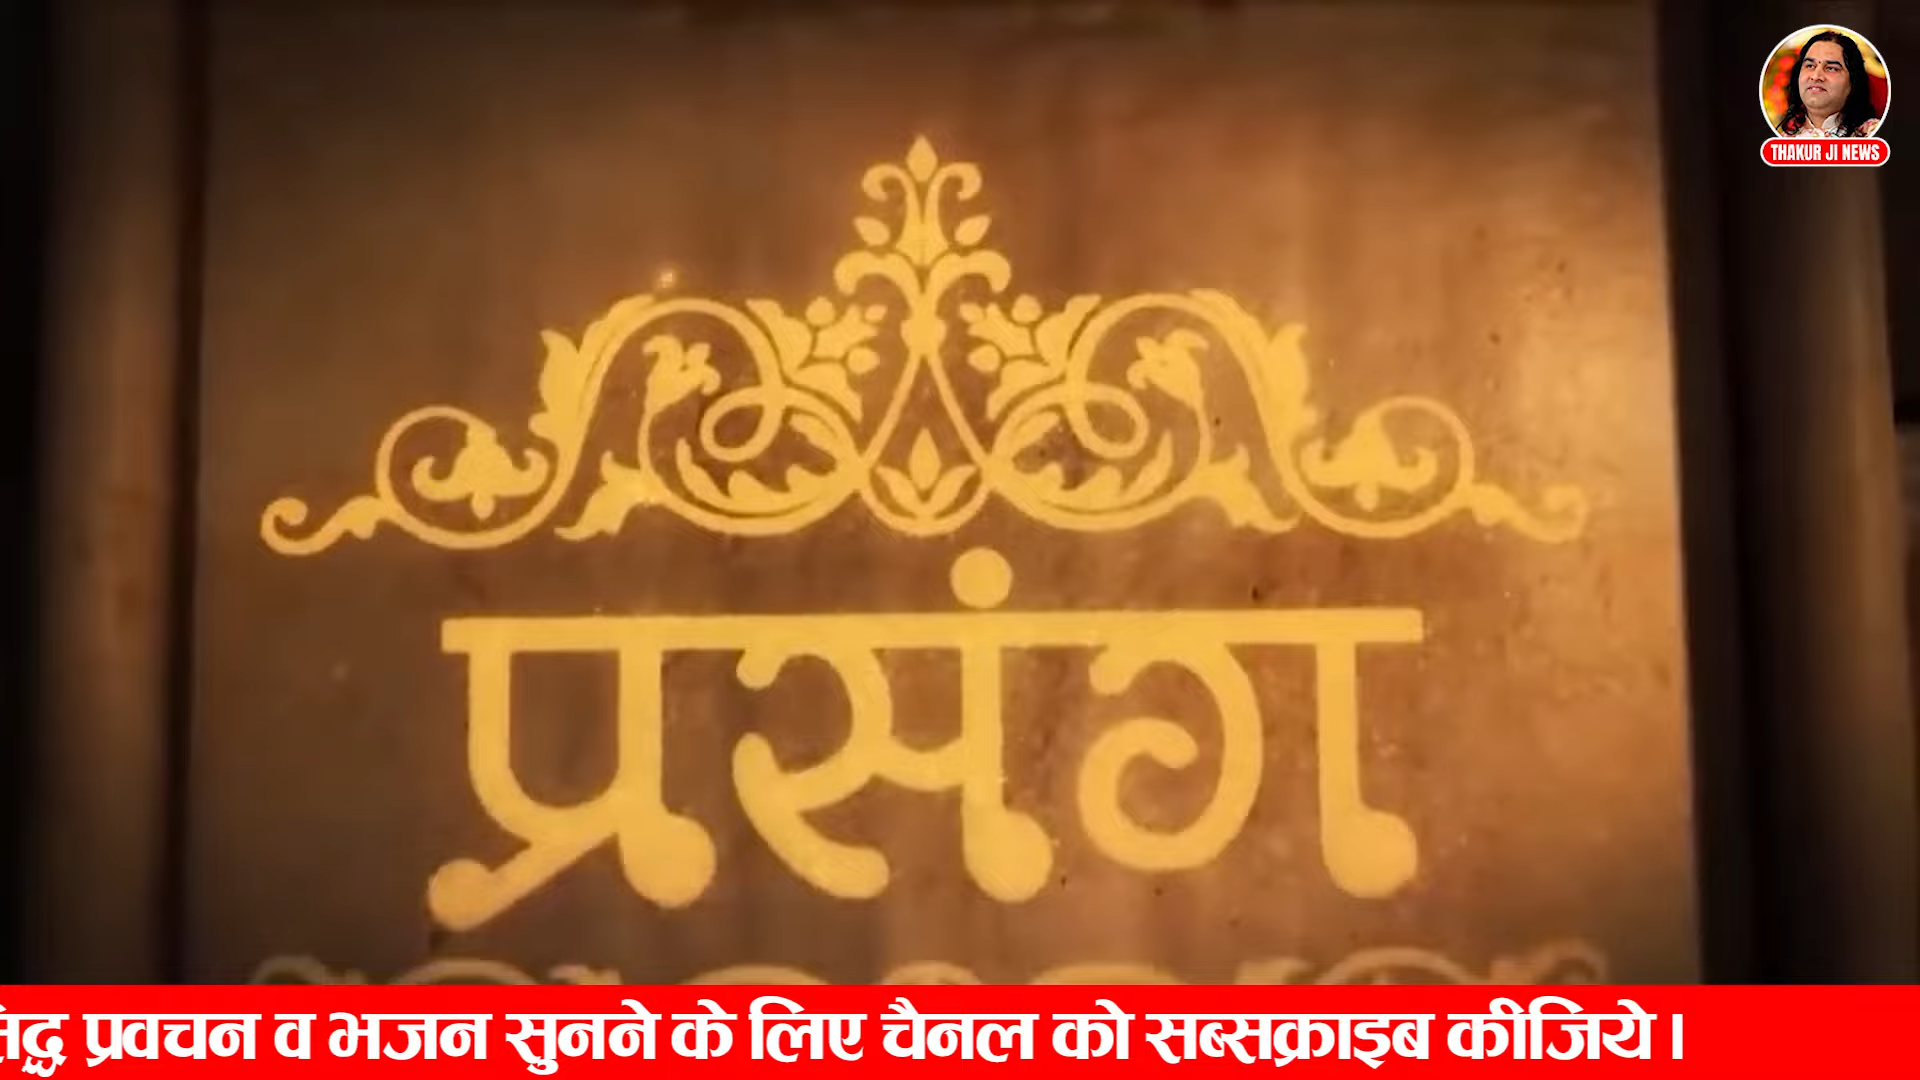 THAKUR JI NEWS
प्रसंग
प्रवचन व भजन सुनने के लिए चैनल को सब्सक्राइब कीजिये।